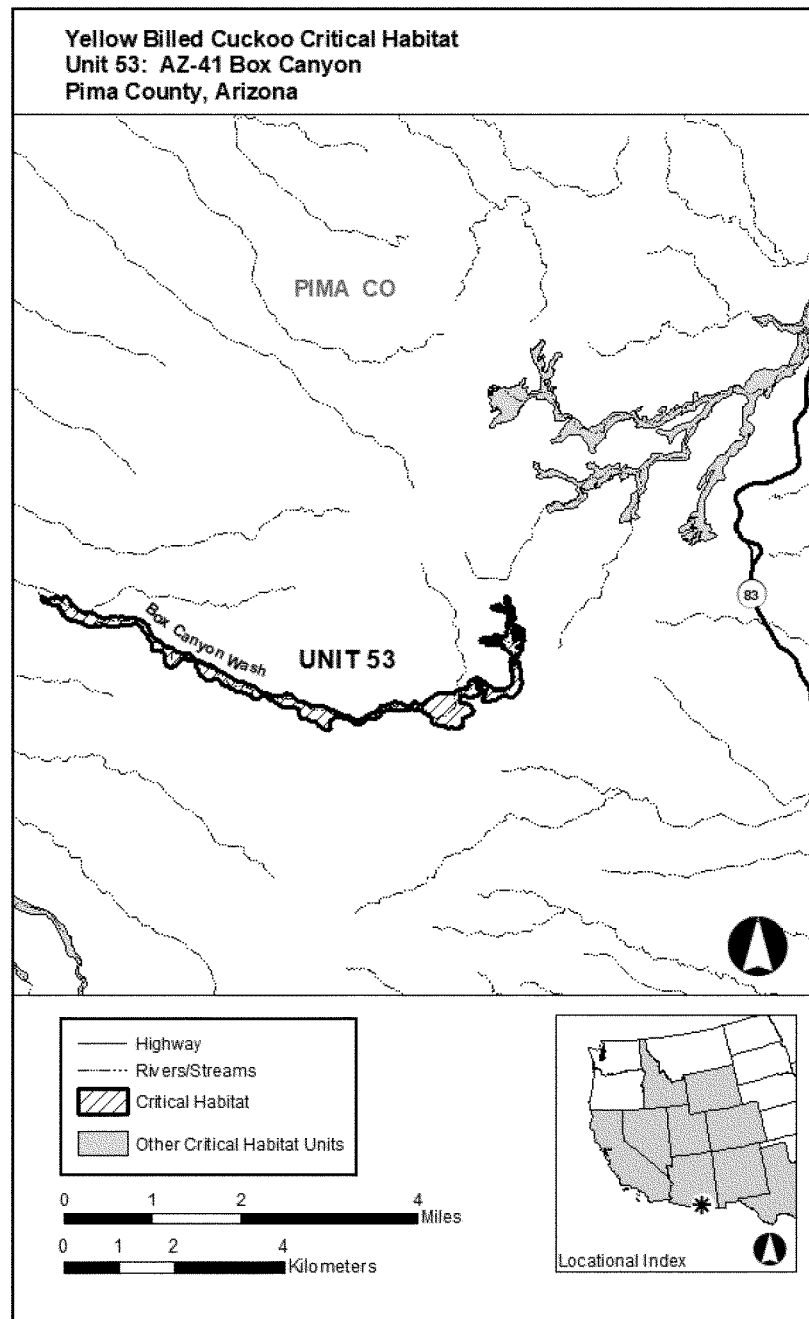 Yellow Billed Cuckoo Critical Habitat
Unit 53: AZ-41 Box Canyon
Pima County, Arizona
PIMA CO
83
Box Canyon Wash
UNIT 53
Highway
Rivers/Streams
Critical Habitat
Other Critical Habitat Units
0 1 2 4
Miles
0 1 2 4
Kilometers
Locational Index